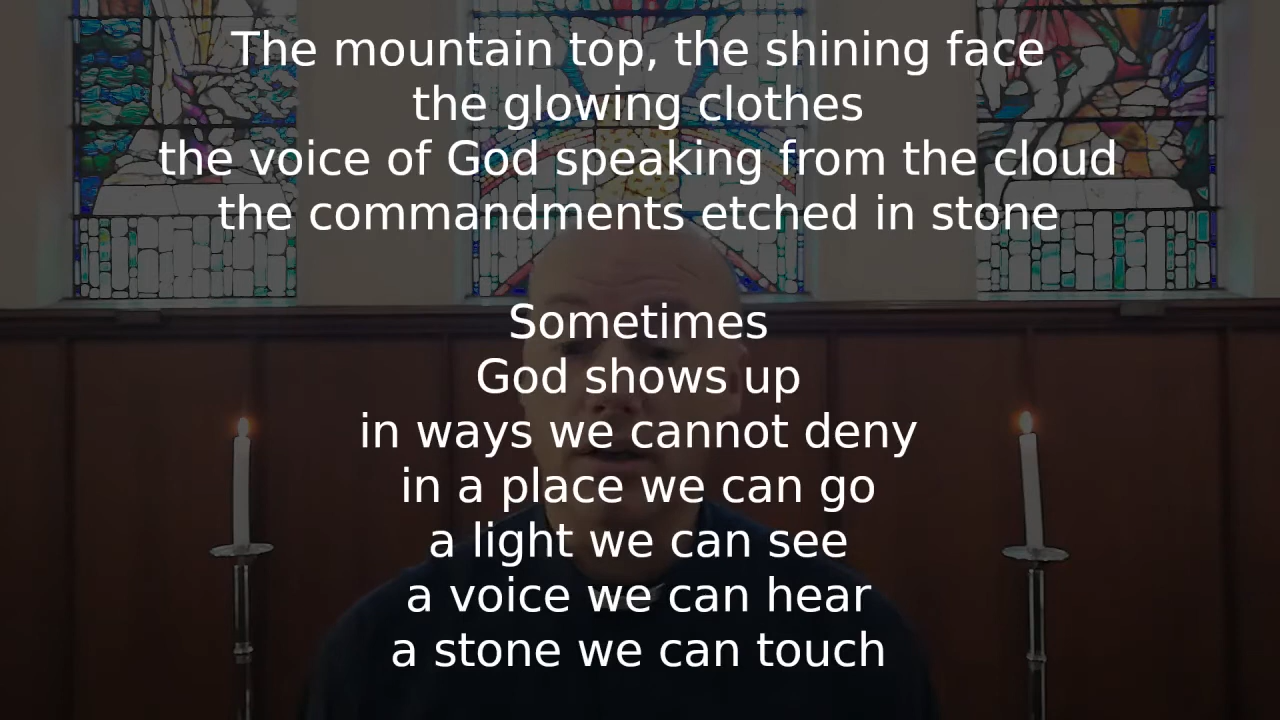 The mountain top, the shining face
the glowing clothes
the voice of God speaking from the cloud
the commandments etched in stone
Sometimes
God shows up
in ways we cannot deny
in a place we can go
a light we can see
a voice we can hear
a stone we can touch